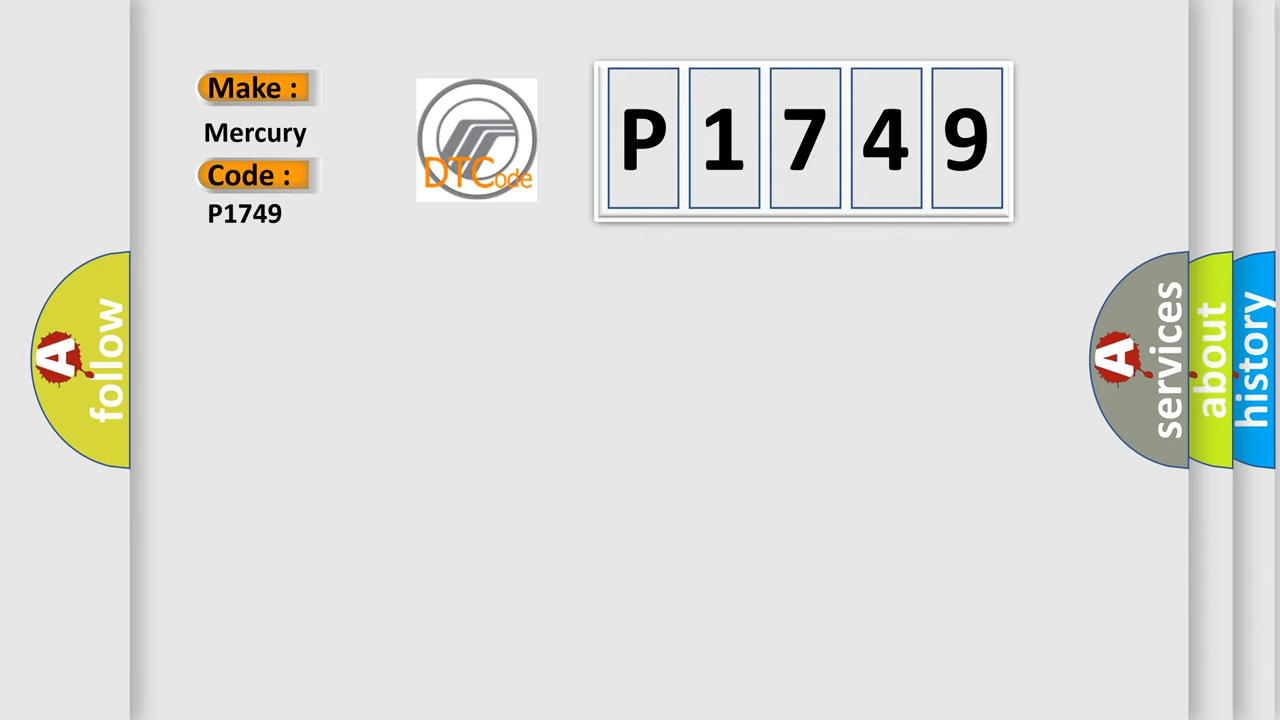 Make :
Mercury
Code :
P1749
DTCode
P 1 7 4 9
A follow
A services
about
history